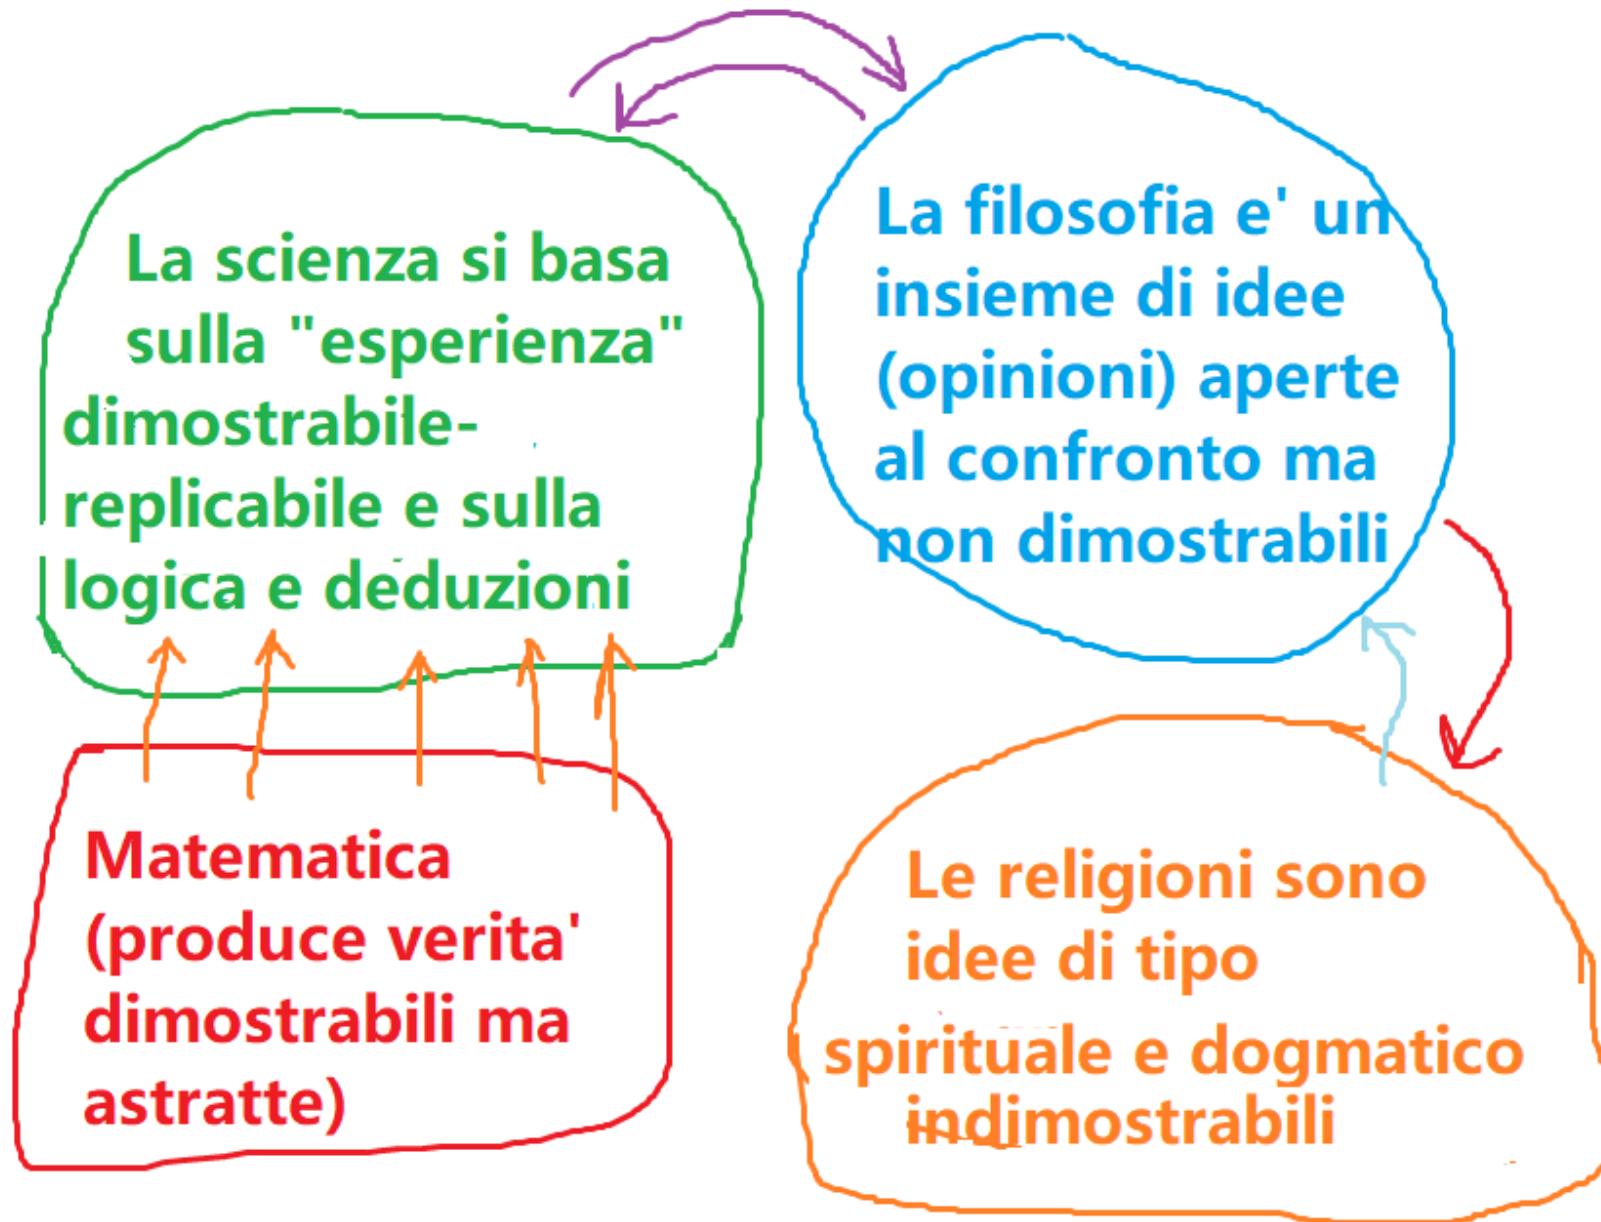 La scienza si basa
sulla "esperienza"
dimostrabile-
replicabile e sulla
logica e deduzioni
La filosofia e' un
insieme di idee
(opinioni) aperte
al confronto ma
non dimostrabili
Matematica
(produce verita'
dimostrabili ma
astratte)
Le religioni sono
idee di tipo
spirituale e dogmatico
indimostrabili